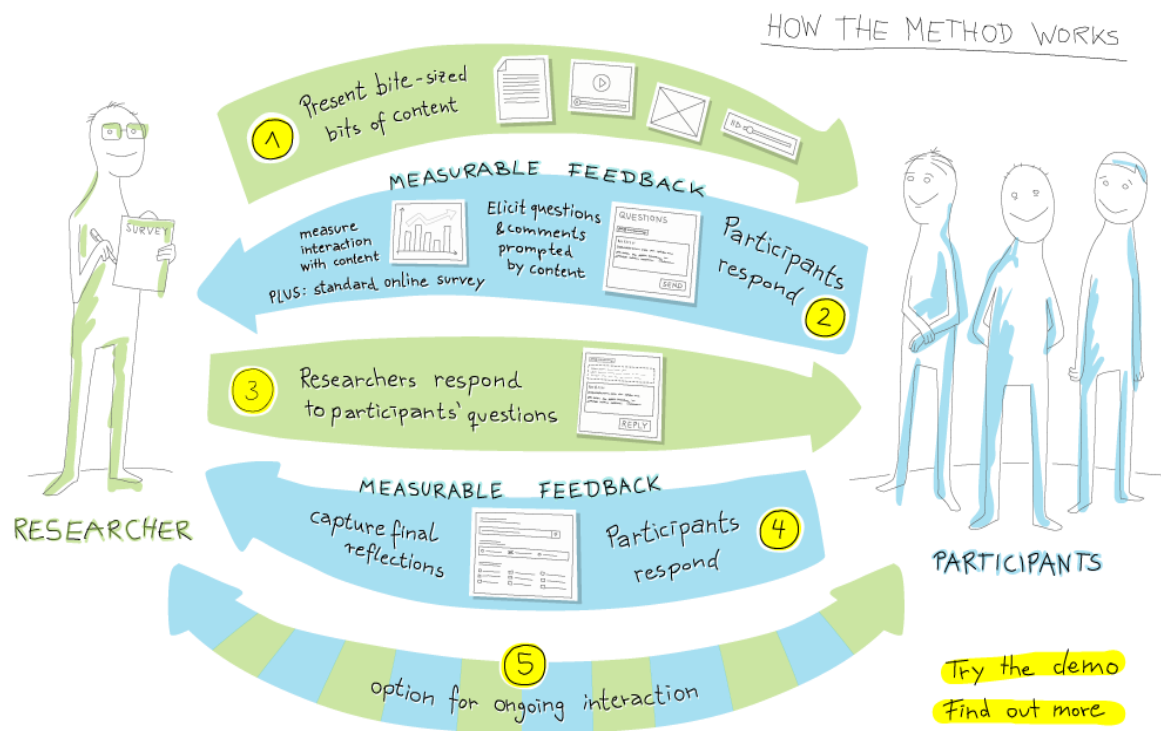 HOW THE METHOD WORKS
1
Present bite-sized
bits of content
MEASURABLE FEEDBACK
Participants
respond
2
Elicit questions
& comments
prompted
by content
QUESTIONS
SEND
measure
interaction
with content
PLUS: standard online survey
SURVEY
3
Researchers respond
to participants' questions
REPLY
MEASURABLE FEEDBACK
4
Participants
respond
capture final
reflections
RESEARCHER
PARTICIPANTS
5
option for ongoing interaction
Try the demo
Find out more